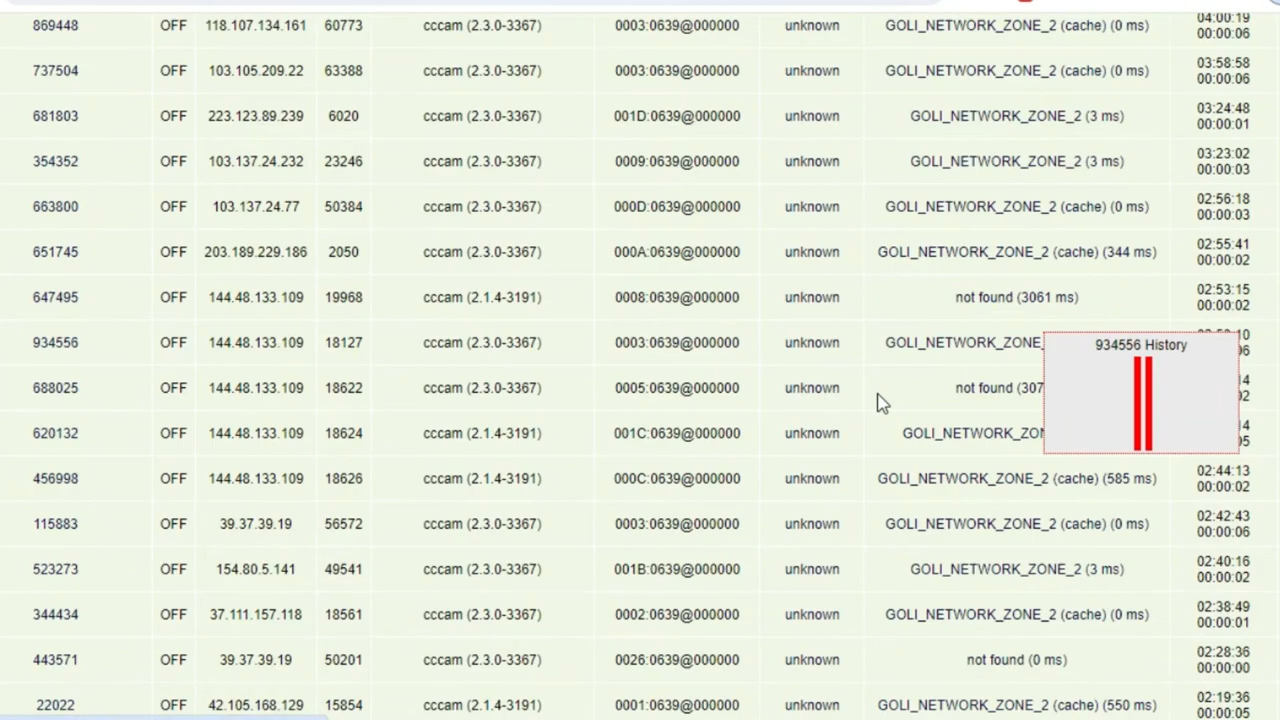 869448 OFF 118.107.134.161 60773 cccam (2.3.0-3367) 0003:0639@000000 unknown GOLI_NETWORK_ZONE_2 (cache) (0 ms) 04:00:19
00:00:06
737504 OFF 103.105.209.22 63388 cccam (2.3.0-3367) 0003:0639@000000 unknown GOLI_NETWORK_ZONE_2 (cache) (0 ms) 03:58:58
00:00:06
681803 OFF 223.123.89.239 6020 cccam (2.3.0-3367) 001D:0639@000000 unknown GOLI_NETWORK_ZONE_2 (3 ms) 03:24:48
00:00:01
354352 OFF 103.137.24.232 23246 cccam (2.3.0-3367) 0009:0639@000000 unknown GOLI_NETWORK_ZONE_2 (3 ms) 03:23:02
00:00:03
663800 OFF 103.137.24.77 50384 cccam (2.3.0-3367) 000D:0639@000000 unknown GOLI_NETWORK_ZONE_2 (cache) (0 ms) 02:56:18
00:00:03
651745 OFF 203.189.229.186 2050 cccam (2.3.0-3367) 000A:0639@000000 unknown GOLI_NETWORK_ZONE_2 (cache) (344 ms) 02:55:41
00:00:02
647495 OFF 144.48.133.109 19968 cccam (2.1.4-3191) 0008:0639@000000 unknown not found (3061 ms) 02:53:15
00:00:02
934556 OFF 144.48.133.109 18127 cccam (2.3.0-3367) 0003:0639@000000 unknown GOLI_NETWORK_ZONE_
934556 History
688025 OFF 144.48.133.109 18622 cccam (2.3.0-3367) 0005:0639@000000 unknown not found (307
620132 OFF 144.48.133.109 18624 cccam (2.1.4-3191) 001C:0639@000000 unknown GOLI_NETWORK_ZON
456998 OFF 144.48.133.109 18626 cccam (2.1.4-3191) 000C:0639@000000 unknown GOLI_NETWORK_ZONE_2 (cache) (585 ms) 02:44:13
00:00:02
115883 OFF 39.37.39.19 56572 cccam (2.3.0-3367) 0003:0639@000000 unknown GOLI_NETWORK_ZONE_2 (cache) (0 ms) 02:42:43
00:00:06
523273 OFF 154.80.5.141 49541 cccam (2.3.0-3367) 001B:0639@000000 unknown GOLI_NETWORK_ZONE_2 (3 ms) 02:40:16
00:00:02
344434 OFF 37.111.157.118 18561 cccam (2.3.0-3367) 0002:0639@000000 unknown GOLI_NETWORK_ZONE_2 (cache) (0 ms) 02:38:49
00:00:01
443571 OFF 39.37.39.19 50201 cccam (2.3.0-3367) 0026:0639@000000 unknown not found (0 ms) 02:28:36
00:00:00
22022 OFF 42.105.168.129 15854 cccam (2.1.4-3191) 0001:0639@000000 unknown GOLI_NETWORK_ZONE_2 (cache) (550 ms) 02:19:36
00:00:05